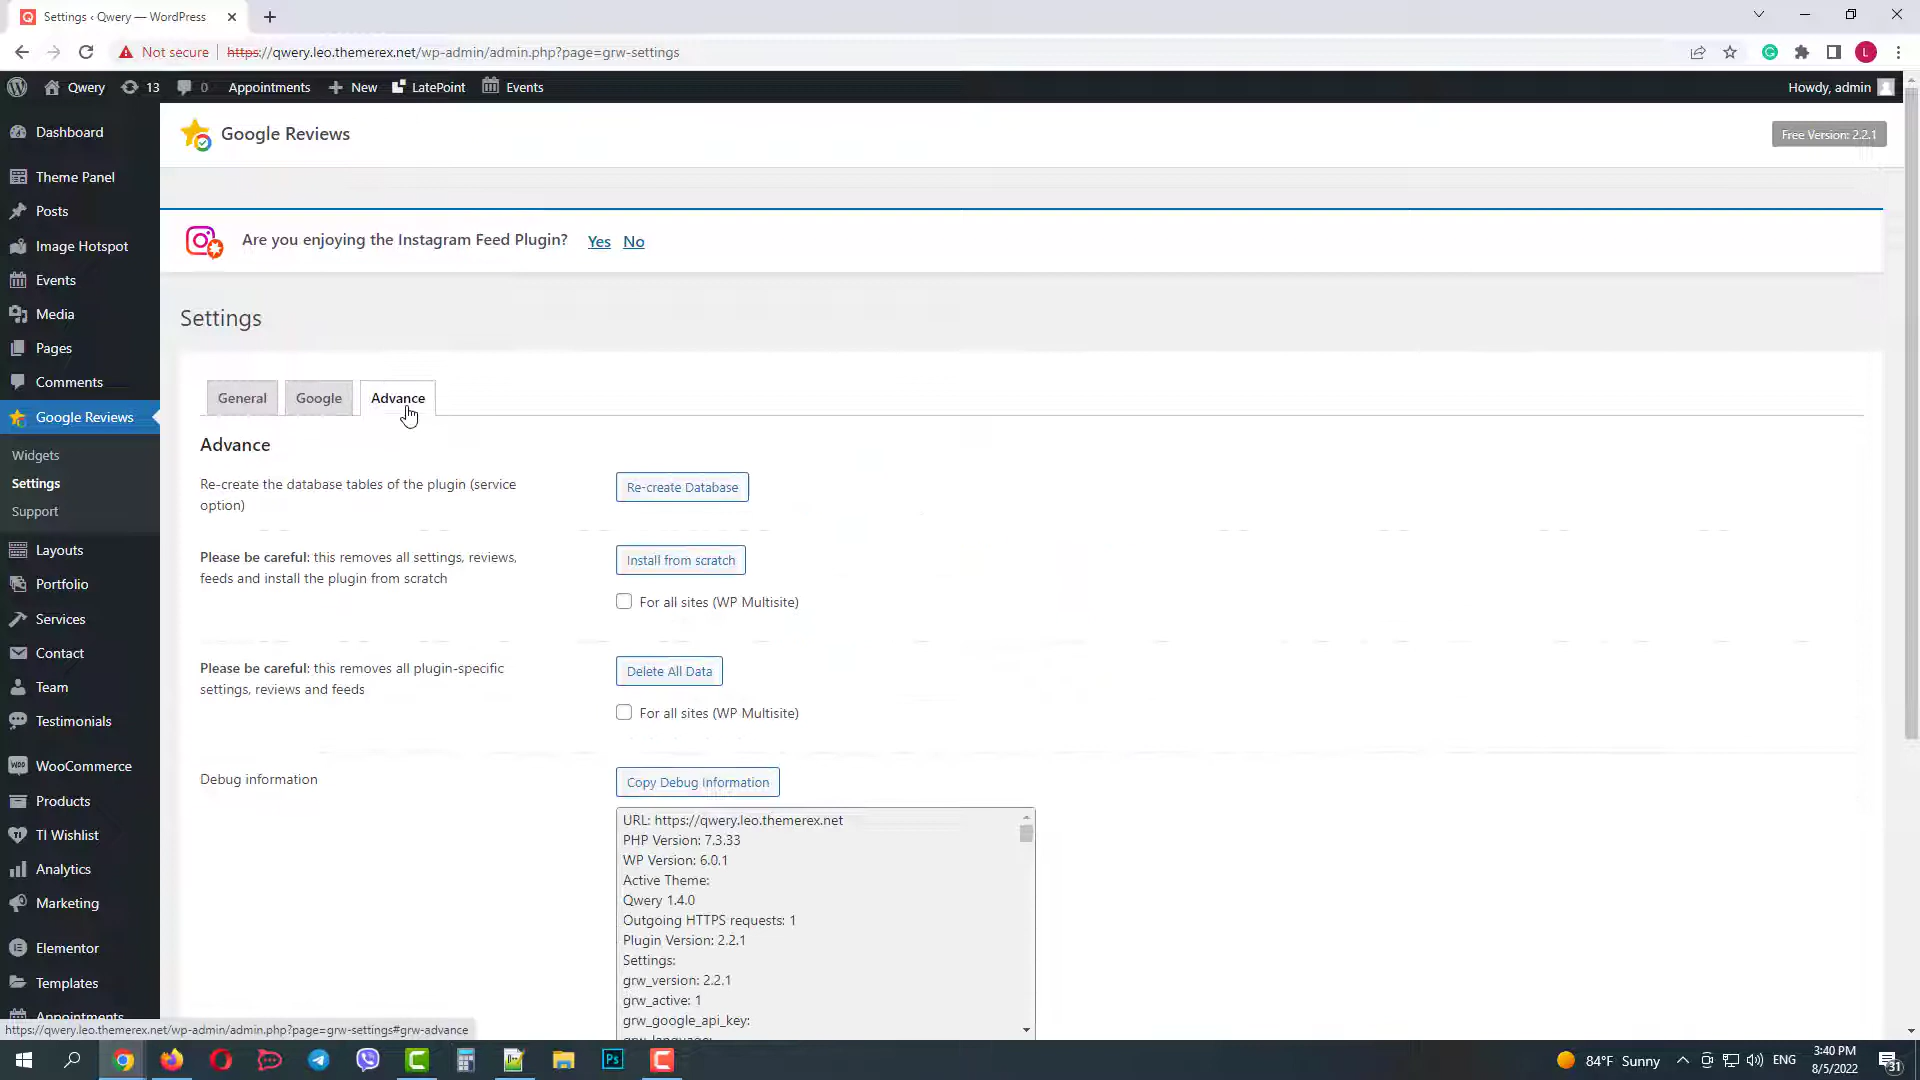 Settings ‹ Qwery — WordPress
Not secure
https://qwery.leo.themerex.net/wp-admin/admin.php?page=grw-settings
L
Qwery
13
0
Appointments
New
LatePoint
Events
Howdy, admin
Dashboard
Theme Panel
Posts
Image Hotspot
Events
Media
Pages
Comments
Google Reviews
Widgets
Settings
Support
Layouts
Portfolio
Services
Contact
Team
Testimonials
WooCommerce
Products
TI Wishlist
Analytics
Marketing
Elementor
Templates
Appointments
Google Reviews
Free Version: 2.2.1
Are you enjoying the Instagram Feed Plugin? Yes No
Settings
General
Google
Advance
Advance
Re-create the database tables of the plugin (service
option)
Re-create Database
Please be careful: this removes all settings, reviews,
feeds and install the plugin from scratch
Install from scratch
For all sites (WP Multisite)
Please be careful: this removes all plugin-specific
settings, reviews and feeds
Delete All Data
For all sites (WP Multisite)
Debug information
Copy Debug Information
URL: https://qwery.leo.themerex.net
PHP Version: 7.3.33
WP Version: 6.0.1
Active Theme:
Qwery 1.4.0
Outgoing HTTPS requests: 1
Plugin Version: 2.2.1
Settings:
grw_version: 2.2.1
grw_active: 1
grw_google_api_key:
grw_language:
https://qwery.leo.themerex.net/wp-admin/admin.php?page=grw-settings#grw-advance
Ps
84°F Sunny
ENG
3:40 PM
8/5/2022
31